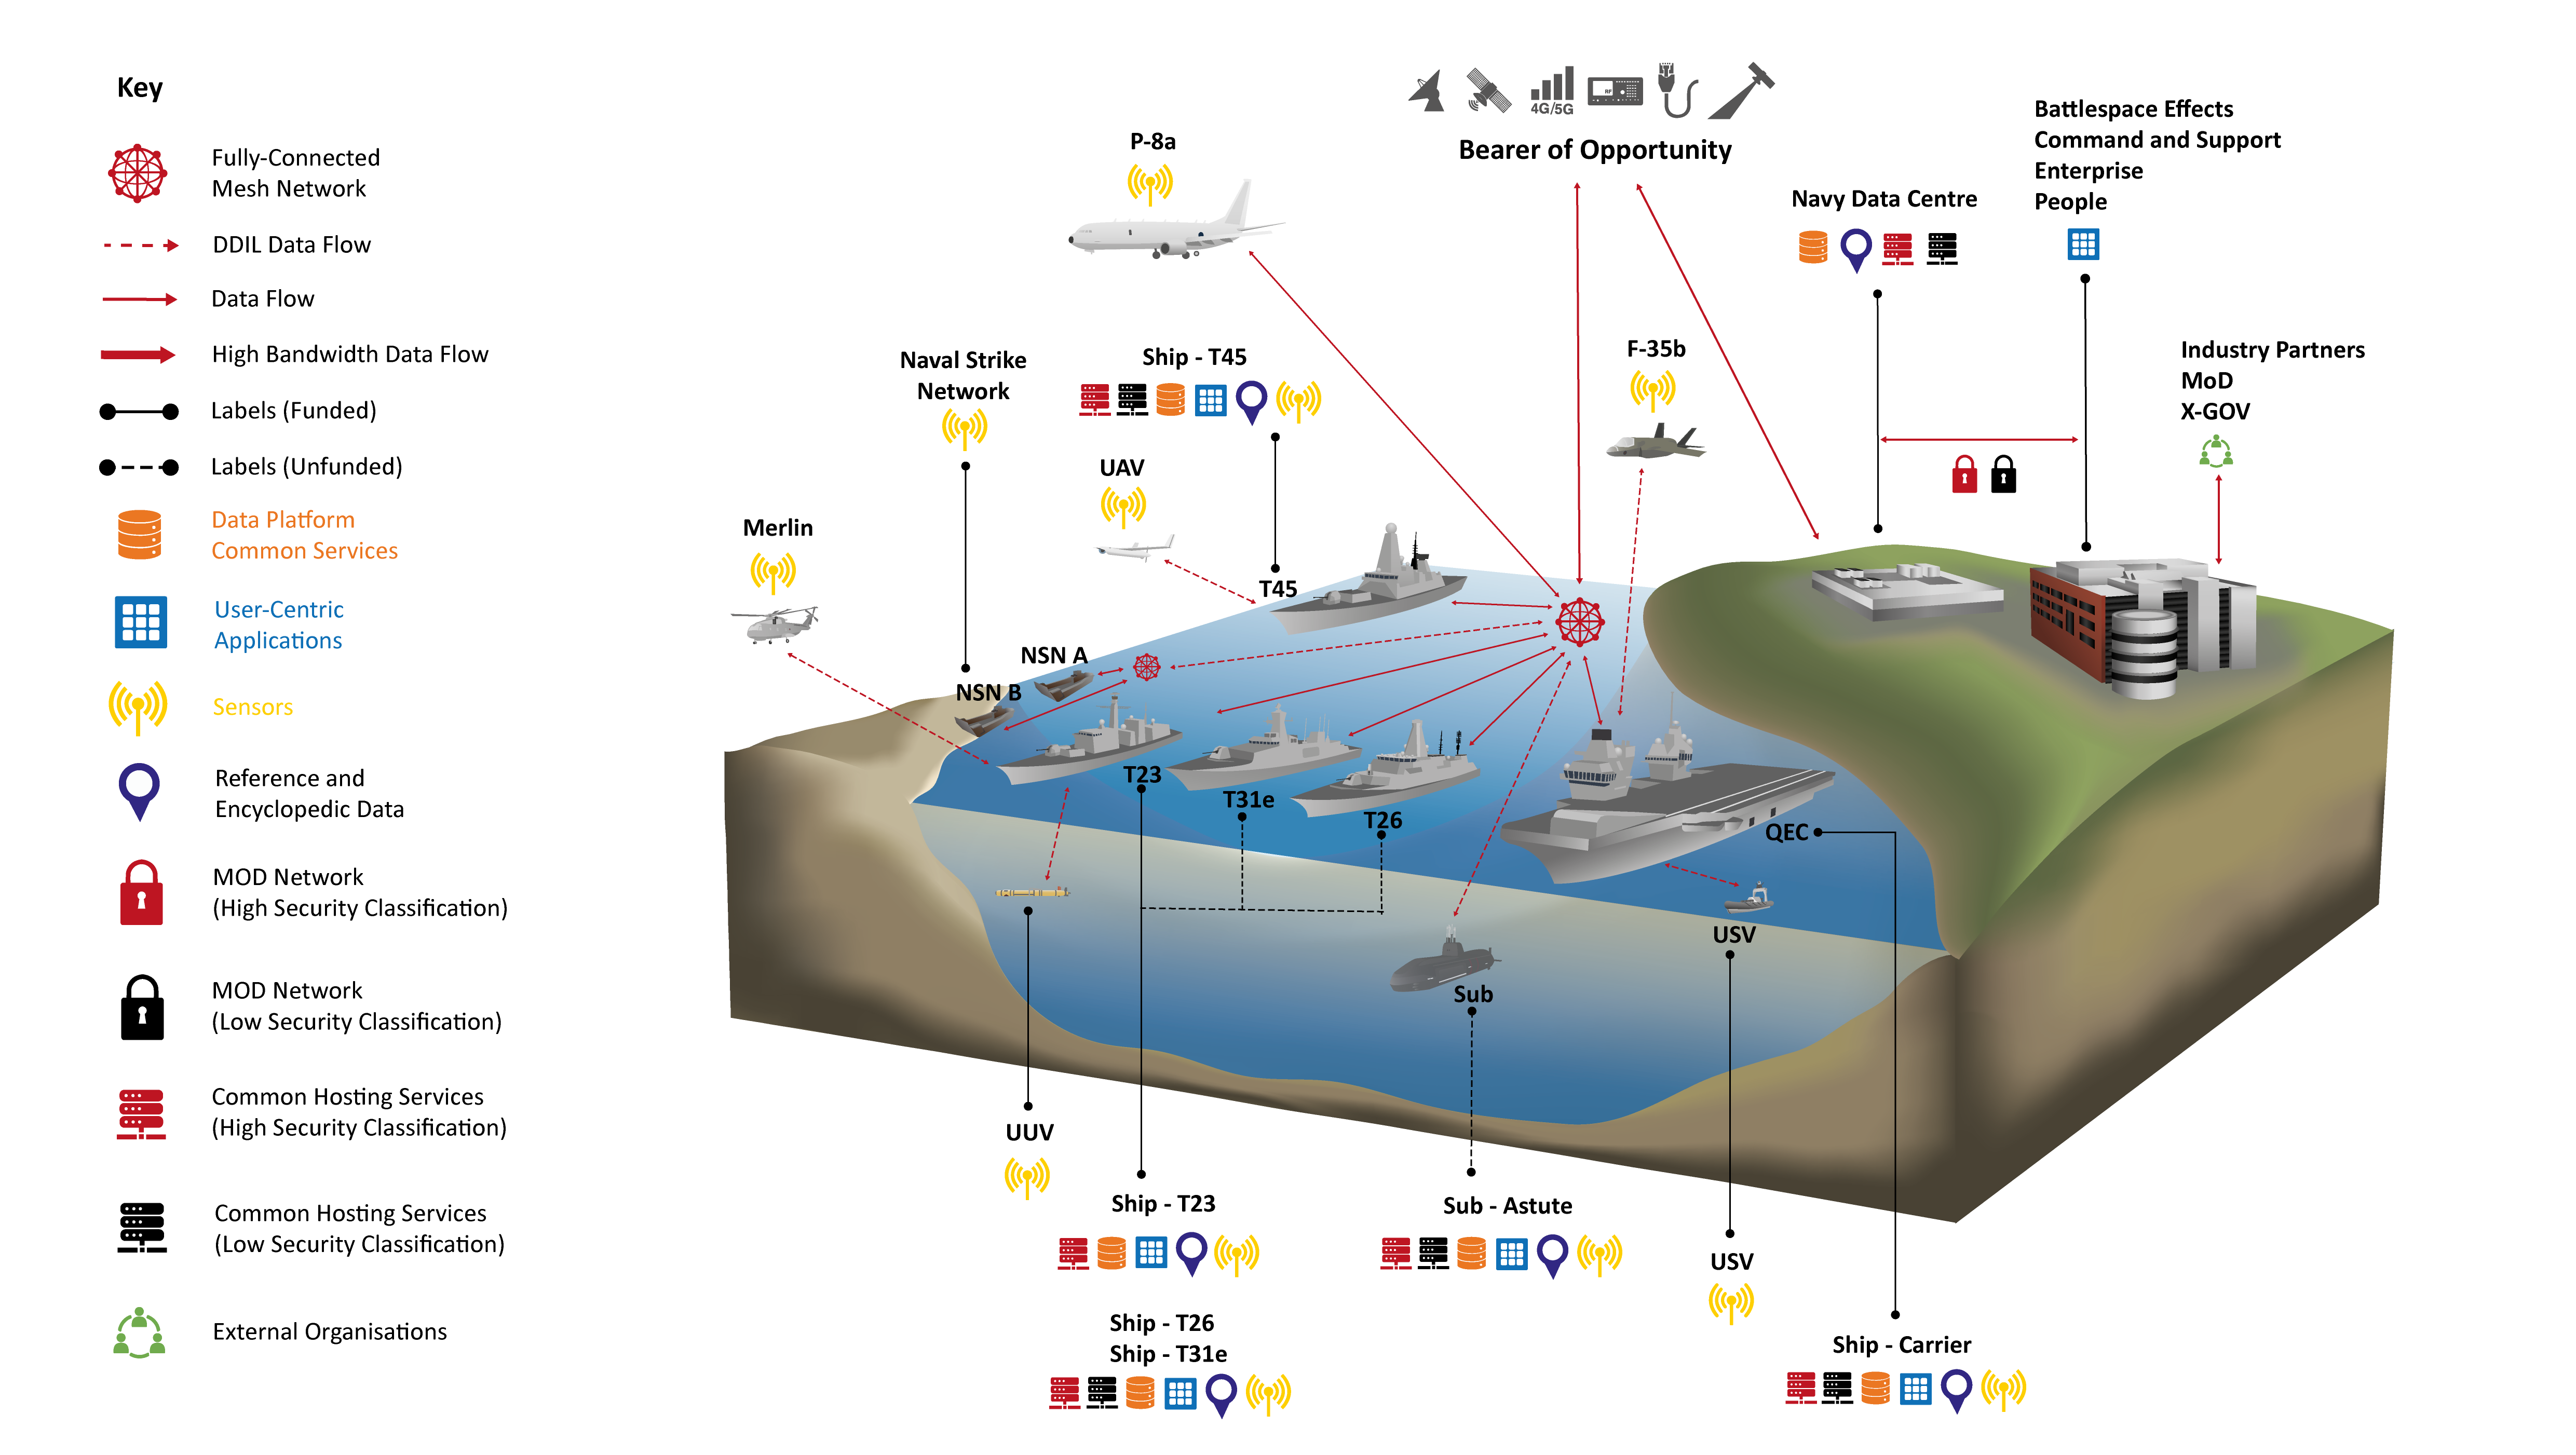 Key
Fully-Connected
Mesh Network
DDIL Data Flow
Data Flow
High Bandwidth Data Flow
Labels (Funded)
Labels (Unfunded)
Data Platform
Common Services
User-Centric
Applications
Sensors
Reference and
Encyclopedic Data
MOD Network
(High Security Classification)
MOD Network
(Low Security Classification)
Common Hosting Services
(High Security Classification)
Common Hosting Services
(Low Security Classification)
External Organisations
4G/5G
RF
Bearer of Opportunity
P-8a
Battlespace Effects
Command and Support
Enterprise
People
Navy Data Centre
Naval Strike
Network
Ship - T45
F-35b
Industry Partners
MoD
X-GOV
UAV
Merlin
T45
NSN A
NSN B
T23
T31e
T26
QEC
USV
Sub
UUV
Ship - T23
Sub - Astute
USV
Ship - T26
Ship - T31e
Ship - Carrier